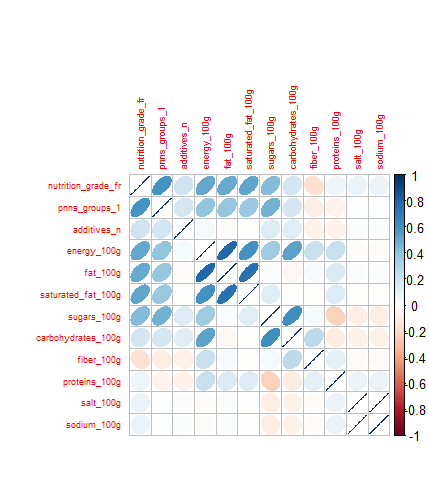 nutrition_grade_fr
pnns_groups_1
additives_n
energy_100g
fat_100g
saturated_fat_100g
sugars_100g
carbohydrates_100g
fiber_100g
proteins_100g
salt_100g
sodium_100g
nutrition_grade_fr
pnns_groups_1
additives_n
energy_100g
fat_100g
saturated_fat_100g
sugars_100g
carbohydrates_100g
fiber_100g
proteins_100g
salt_100g
sodium_100g
1
0.8
0.6
0.4
0.2
0
-0.2
-0.4
-0.6
-0.8
-1